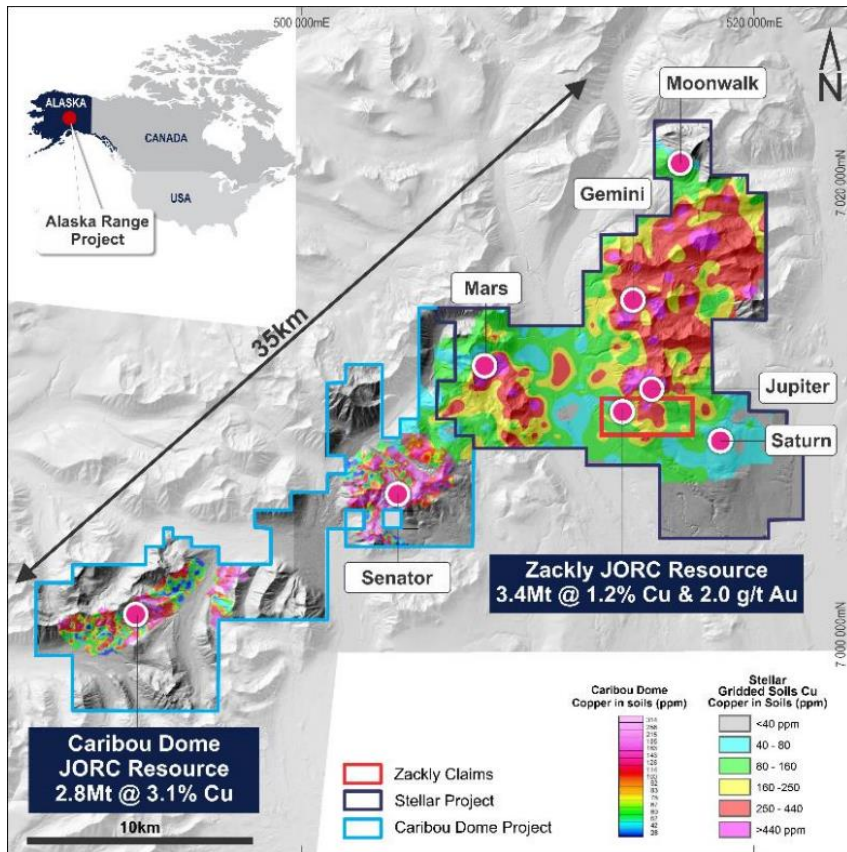 500 000mE
520 000mE
N
ALASKA
CANADA
USA
Alaska Range
Project
Moonwalk
7 020 000mN
Gemini
Mars
35km
Jupiter
Saturn
Senator
Zackly JORC Resource
3.4Mt @ 1.2% Cu & 2.0 g/t Au
7 000 000mN
Caribou Dome
JORC Resource
2.8Mt @ 3.1% Cu
10km
Zackly Claims
Stellar Project
Caribou Dome Project
Caribou Dome
Copper in soils (ppm)
Stellar
Gridded Soils Cu
Copper in Soils (ppm)
<40 ppm
40 - 80
80 - 160
160 -250
260 - 440
>440 ppm